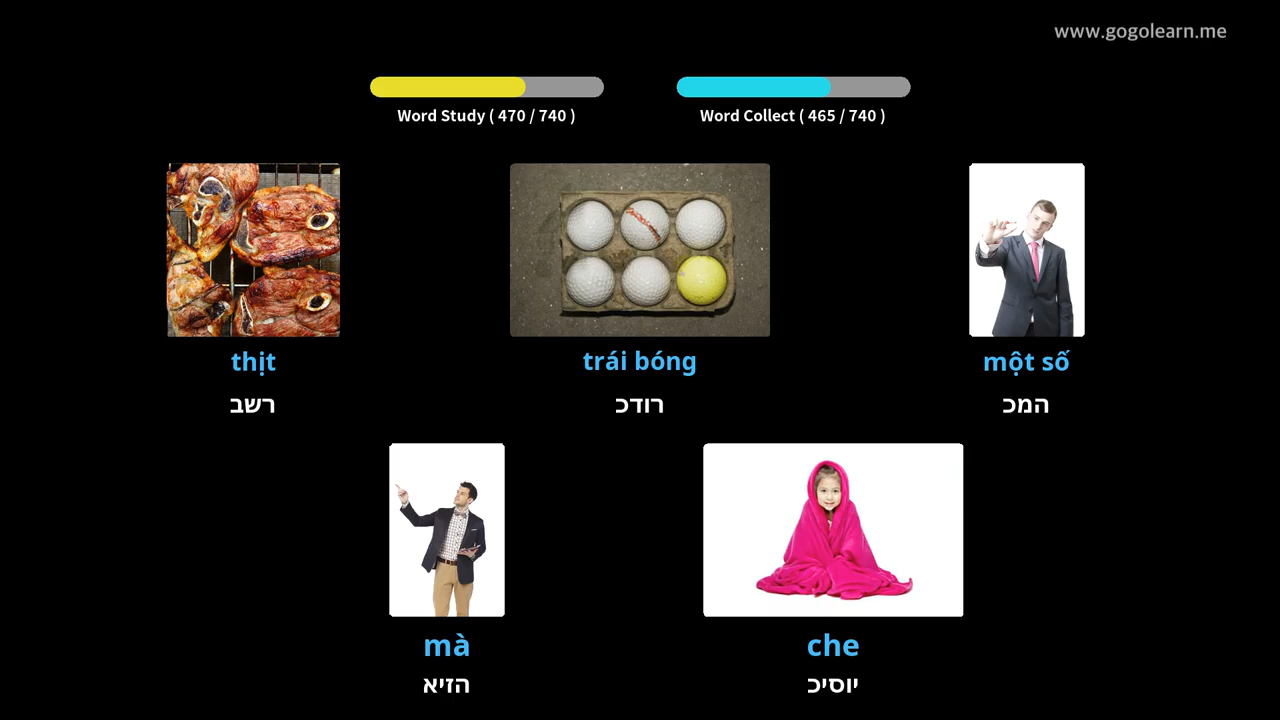 www.gogolearn.me
Word Study ( 470 / 740 )
Word Collect ( 465 / 740 )
thịt
רשב
trái bóng
רודכ
một số
המכ
mà
הזיא
che
יוסיכ